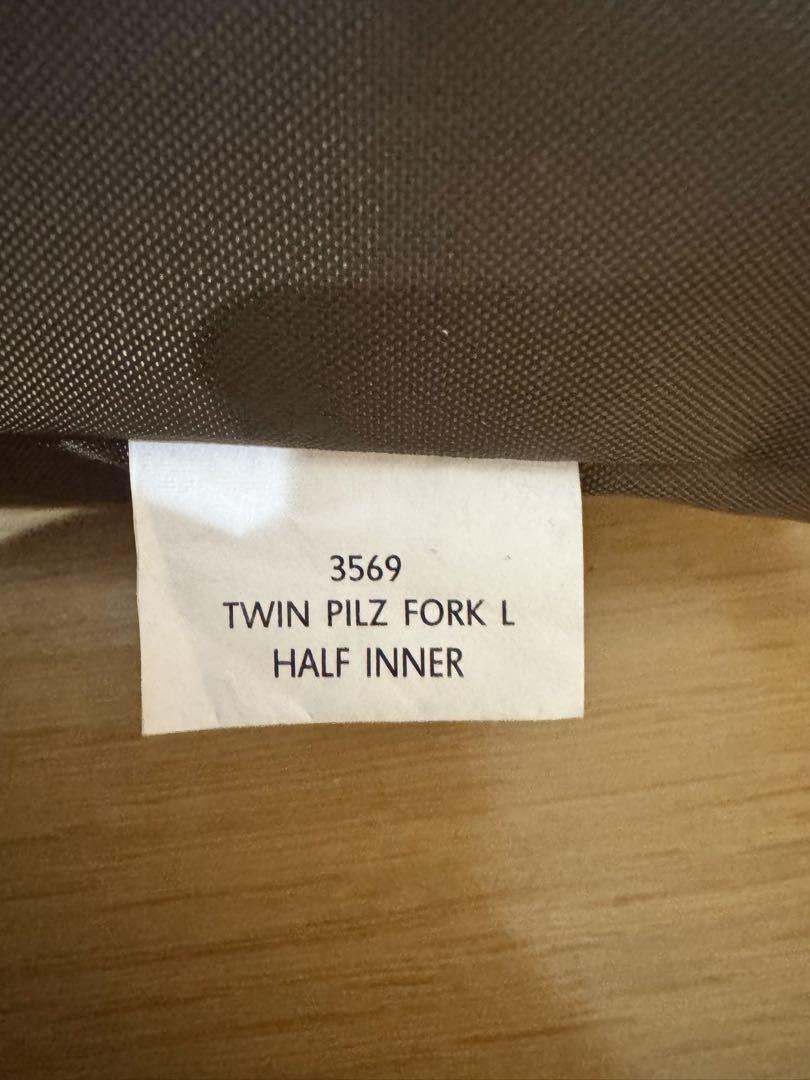 3569
TWIN PILZ FORK L
HALF INNER